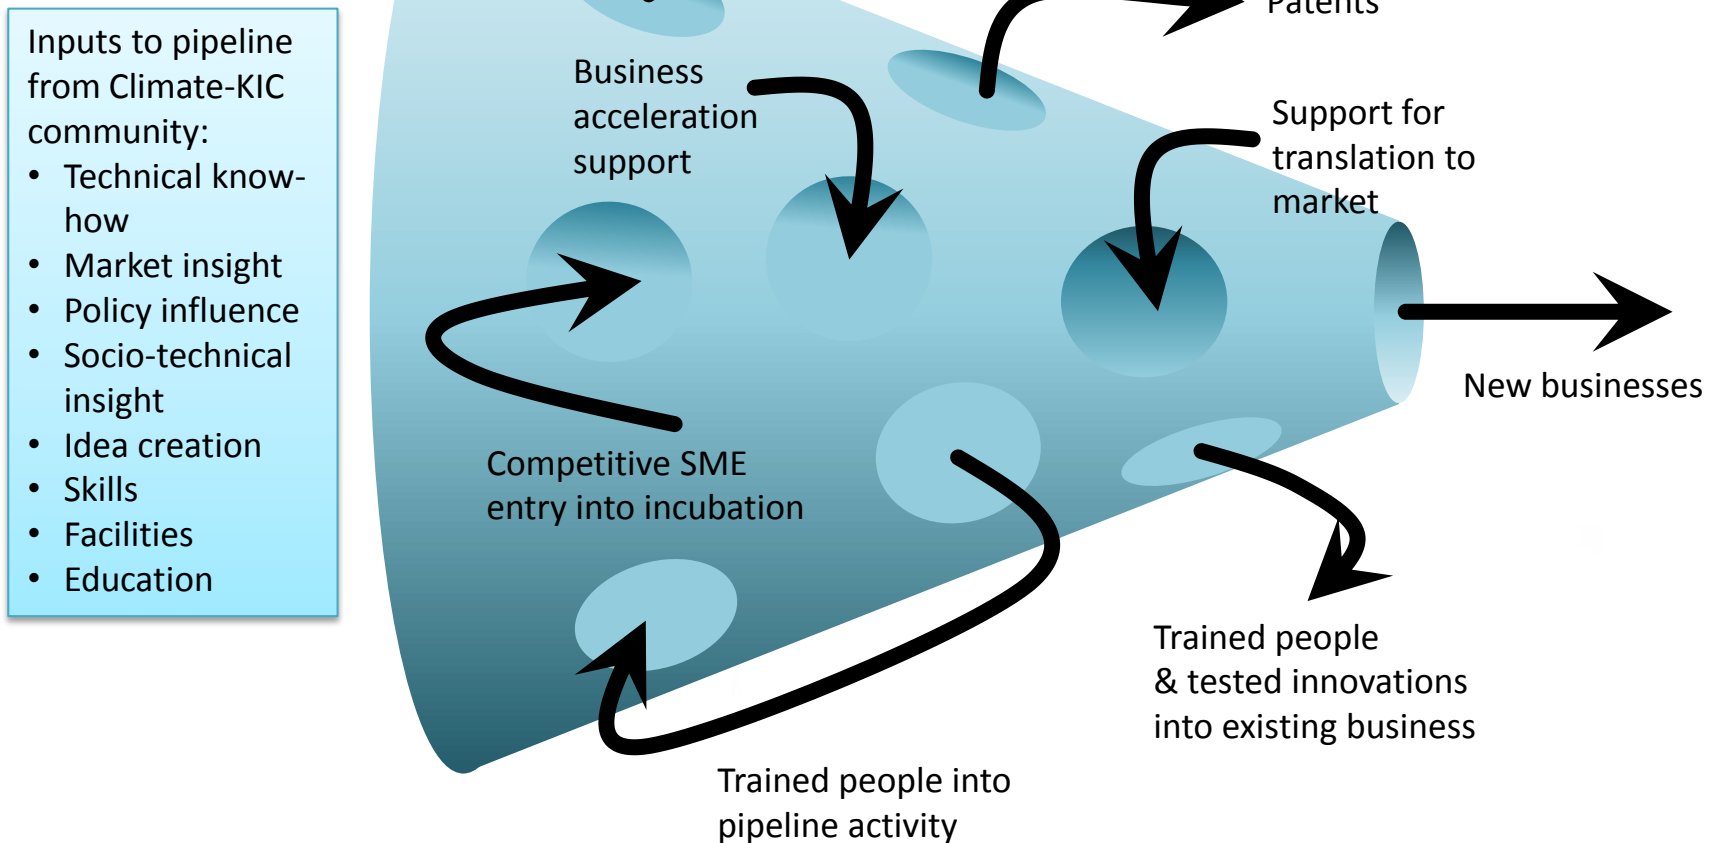 Inputs to pipeline
from Climate-KIC
community:
• Technical know-
how
• Market insight
• Policy influence
• Socio-technical
insight
• Idea creation
• Skills
• Facilities
• Education
Patents
Business
acceleration
support
Support for
translation to
market
New businesses
Competitive SME
entry into incubation
Trained people
& tested innovations
into existing business
Trained people into
pipeline activity